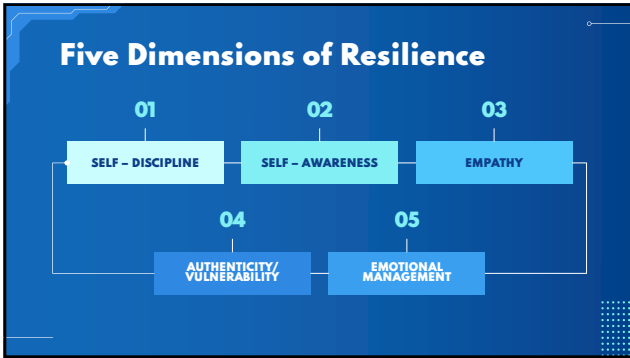 Five Dimensions of Resilience
01
SELF – DISCIPLINE
02
SELF – AWARENESS
03
EMPATHY
04
AUTHENTICITY/
VULNERABILITY
05
EMOTIONAL
MANAGEMENT